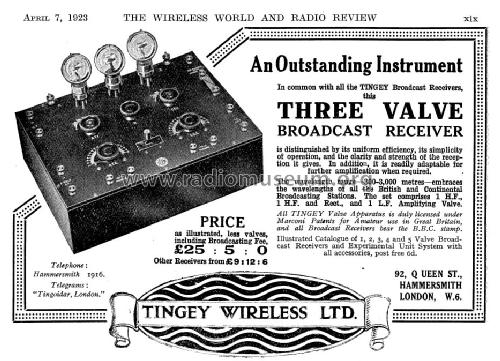 APRIL 7, 1923 THE WIRELESS WORLD AND RADIO REVIEW xix
An Outstanding Instrument
In common with all the TINGEY Broadcast Receivers,
this
THREE VALVE
BROADCAST RECEIVER
is distinguished by its uniform efficiency, its simplicity
of operation, and the clarity and strength of the recep-
tion it gives. In addition, it is readily adaptable for
further amplification when required.
www.radiomuseum.org
metres—embraces
the wavelengths of all the British and Continental
Broadcasting Stations. The set comprises 1 H.F.,
1 H.F. and Rect., and 1 L.F. Amplifying Valve.
All TINGEY Valve Apparatus is duly licensed under
Marconi Patents for Amateur use in Great Britain,
and all Broadcast Receivers bear the B.B.C. stamp.
Illustrated Catalogue of 1, 2, 3, 4 and 5 Valve Broad-
cast Receivers and Experimental Unit System with
all accessories, post free 6d.
PRICE
as illustrated, less valves,
including Broadcasting Fee,
£25 : 5 : 0
Other Receivers from £9 : 12 : 6
Telephone :
Hammersmith 1916.
Telegrams :
"Tingoidar, London."
92, QUEEN ST.,
HAMMERSMITH
LONDON, W.6.
TINGEY WIRELESS LTD.